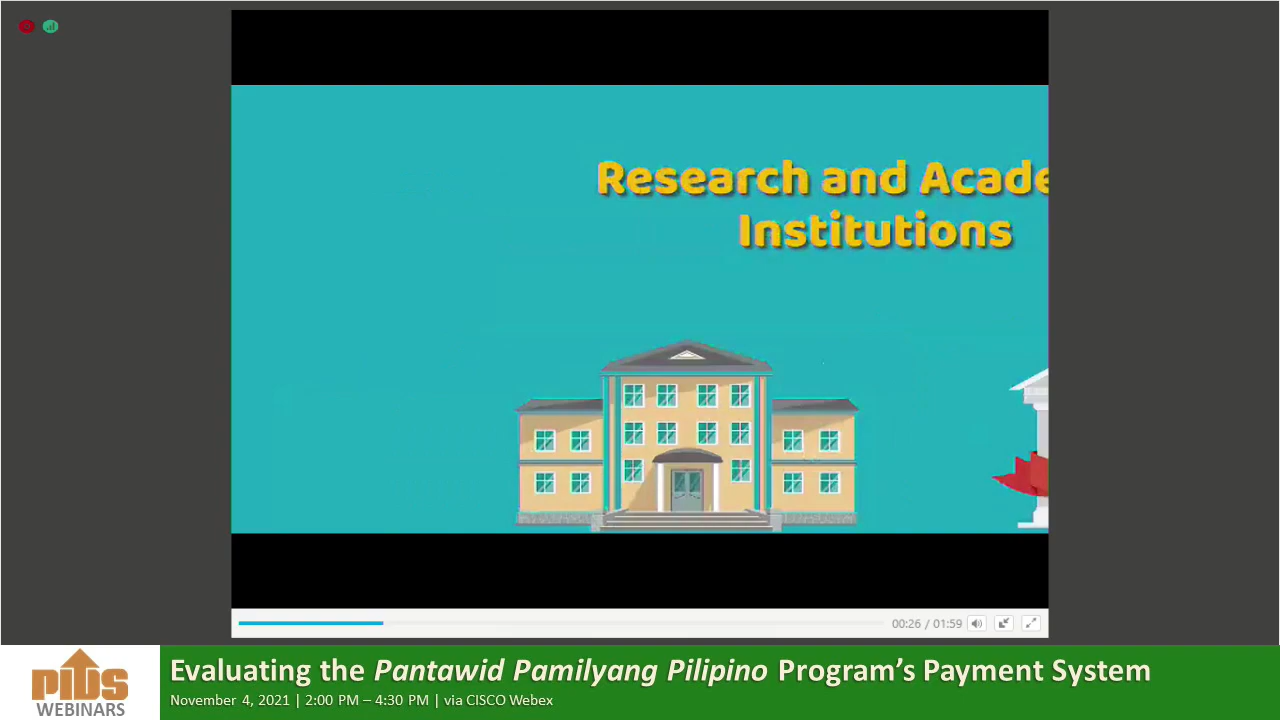 Research and Acade
Institutions
00:26 / 01:59
PIDS
WEBINARS
Evaluating the Pantawid Pamilyang Pilipino Program's Payment System
November 4, 2021 | 2:00 PM – 4:30 PM | via CISCO Webex